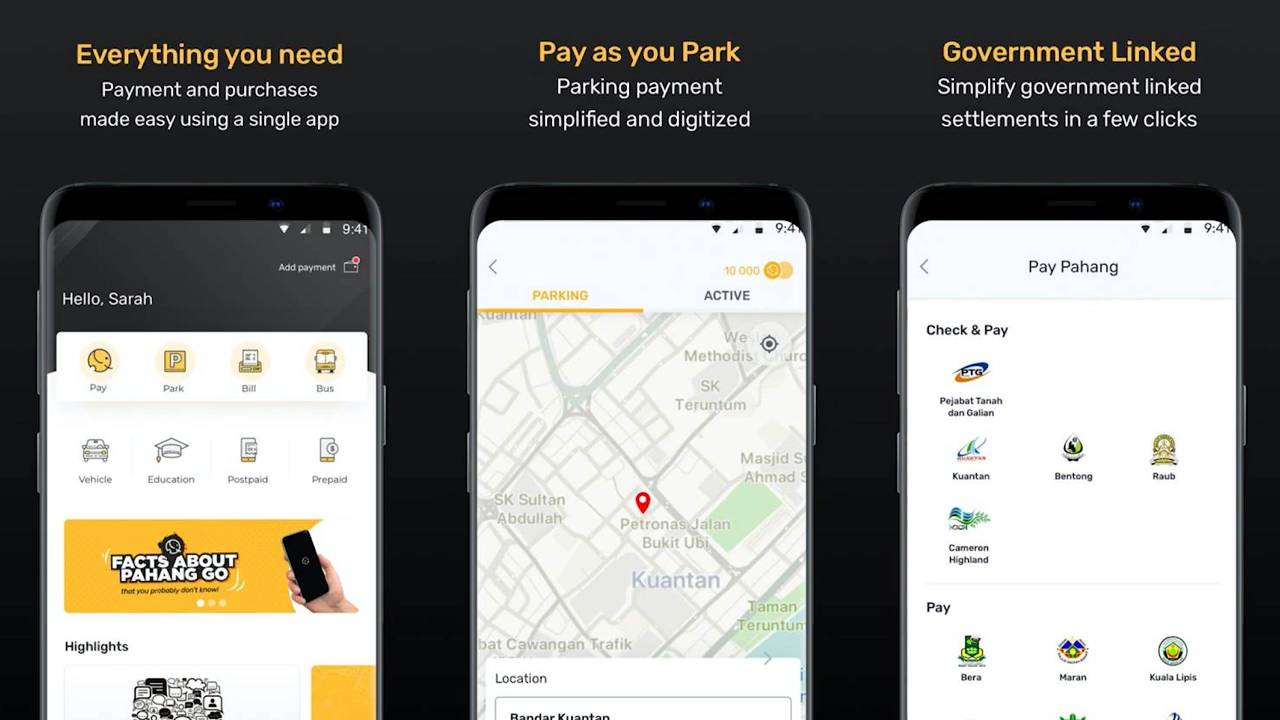 Everything you need
Payment and purchases
made easy using a single app
9:41
Add payment
Hello, Sarah
Pay
Park
Bill
Bus
Vehicle
Education
Postpaid
Prepaid
FACTS ABOUT
PAHANG GO
that you probably don't know!
Highlights
Pay as you Park
Parking payment
simplified and digitized
9:41
10 000
PARKING
ACTIVE
Kuantan
Methodist
SK
Teruntum
Masjid
Ahmad
SK Sultan
Abdullah
Petronas Jalan
Bukit Ubi
Kuantan
Taman
Teruntum
Cawangan Trafik
Location
Bandar Kuantan
Government Linked
Simplify government linked
settlements in a few clicks
9:41
Pay Pahang
Check & Pay
PTG
Pejabat Tanah
dan Galian
KUANTAN
Kuantan
Bentong
Raub
Cameron
Highland
Pay
Bera
Maran
Kuala Lipis